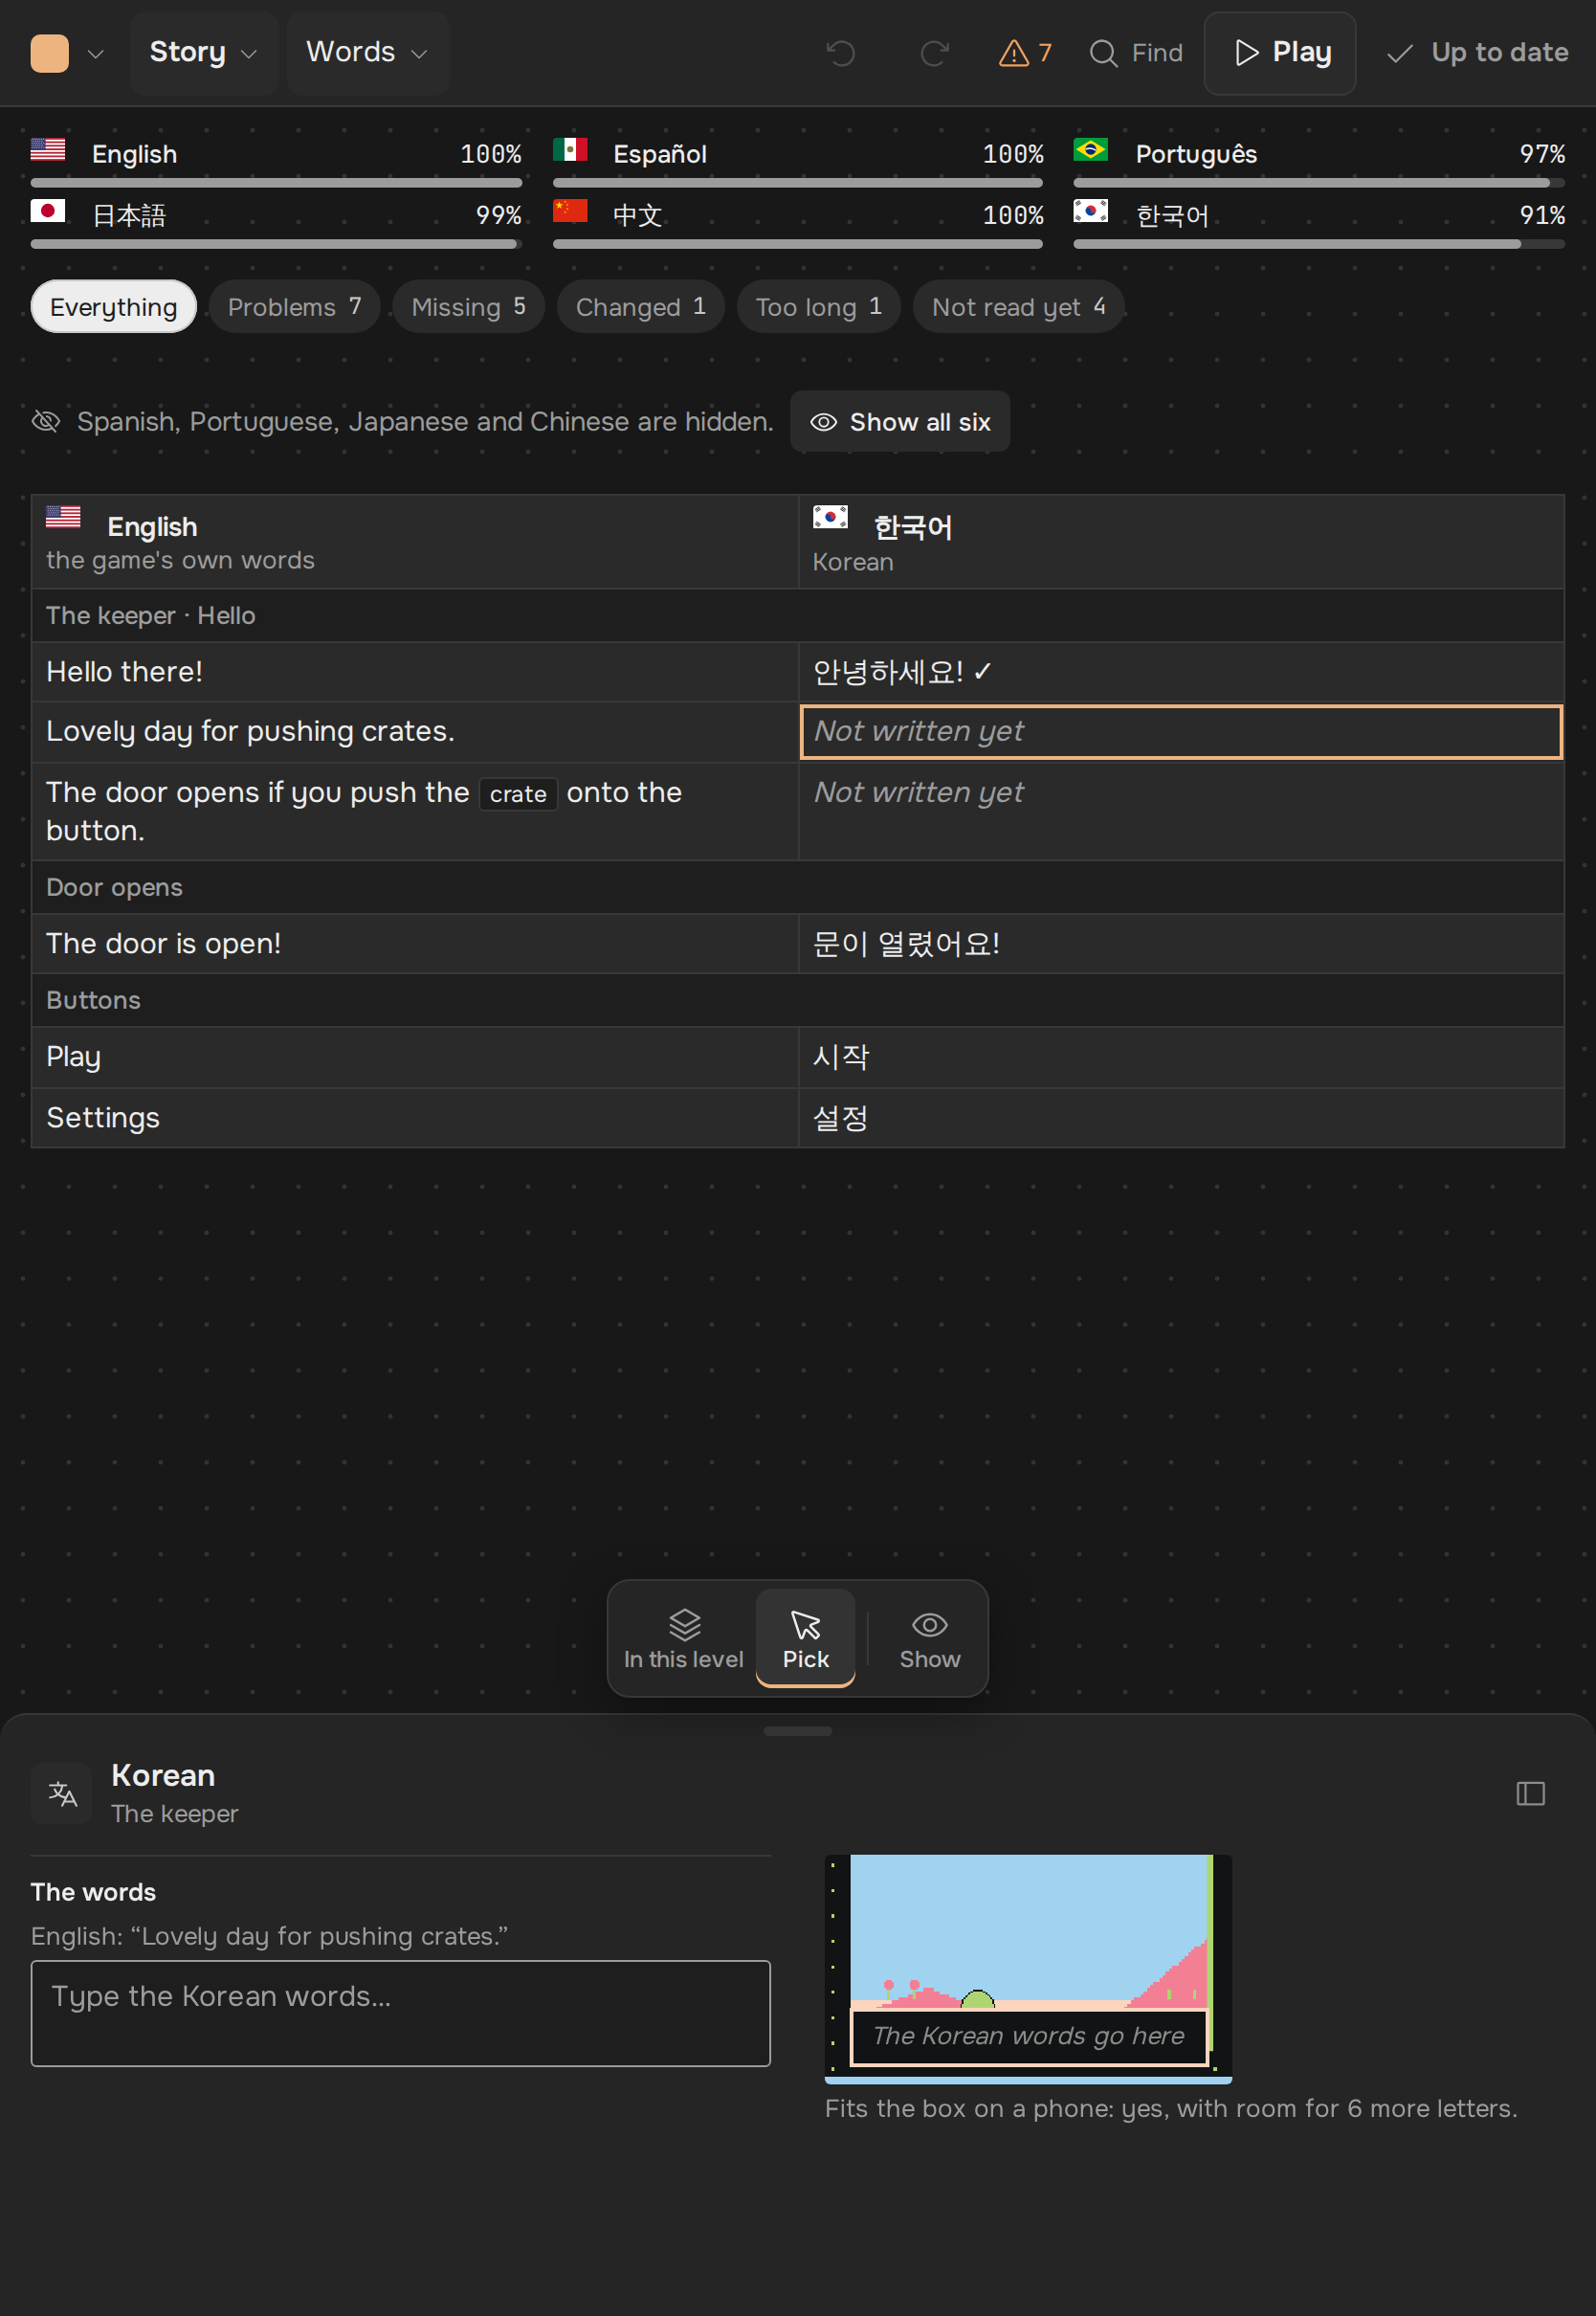 Story Words 7 Find Play Up to date
English 100% Español 100% Português 97%
日本語 99% 中文 100% 한국어 91%
Everything Problems 7 Missing 5 Changed 1 Too long 1 Not read yet 4
Spanish, Portuguese, Japanese and Chinese are hidden. Show all six
English 한국어
the game's own words Korean
The keeper · Hello
Hello there! 안녕하세요! ✓
Lovely day for pushing crates. Not written yet
The door opens if you push the crate onto the Not written yet
button.
Door opens
The door is open! 문이 열렸어요!
Buttons
Play 시작
Settings 설정
In this level Pick Show
Korean
The keeper
The words
English: “Lovely day for pushing crates.”
Type the Korean words...
The Korean words go here
Fits the box on a phone: yes, with room for 6 more letters.